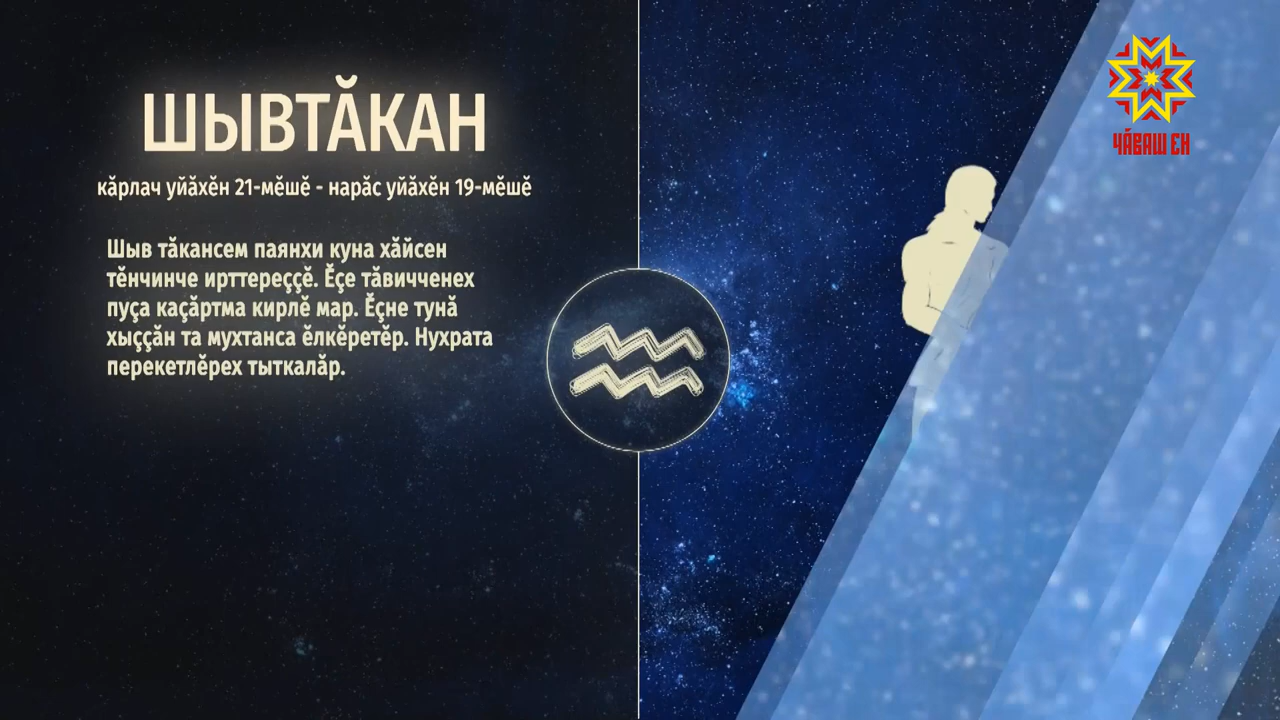 ШЫВТӐКАН
кӑрлач уйӑхӗн 21-мӗшӗ - нарӑс уйӑхӗн 19-мӗшӗ
Шыв тӑкансем паянхи куна хӑйсен
тӗнчинче ирттереҫҫӗ. Ӗҫе тӑвичченех
пуҫа каҫӑртма кирлӗ мар. Ӗҫне тунӑ
хыҫҫӑн та мухтанса ӗлкӗретӗр. Нухрата
перекетлӗрех тыткалӑр.
ЧӐВАШ ЕН